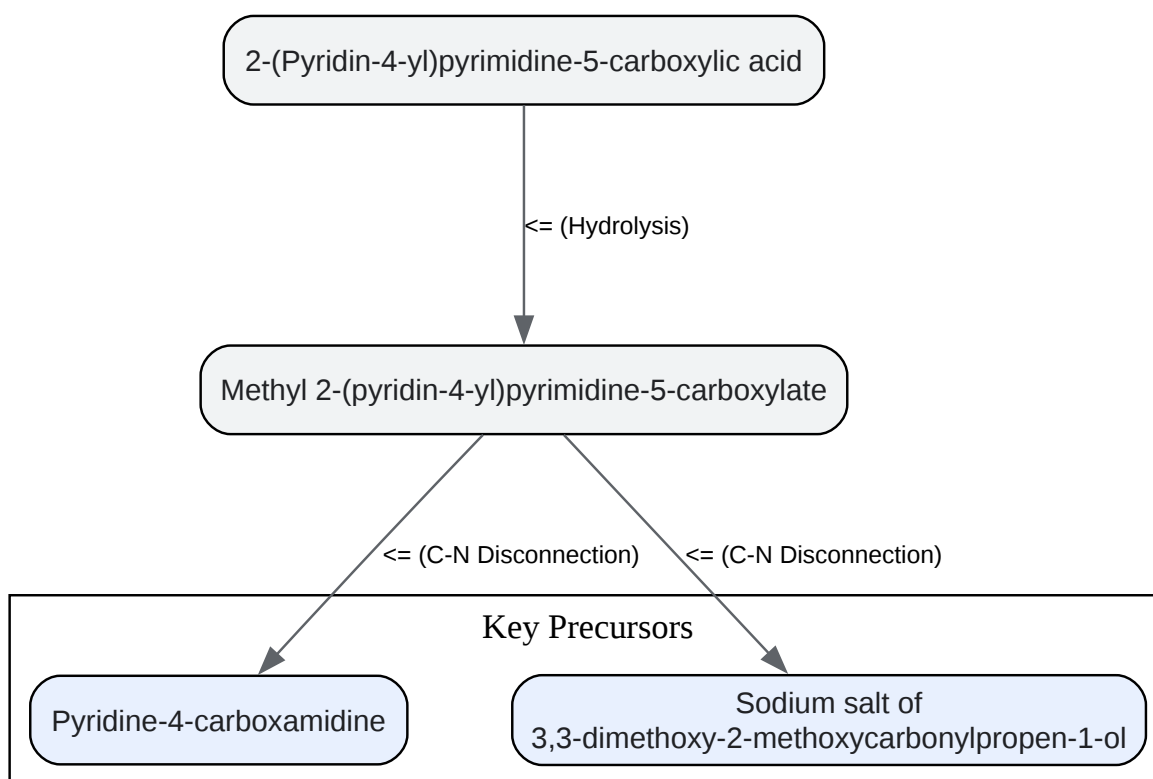 2-(Pyridin-4-yl)pyrimidine-5-carboxylic acid
<= (Hydrolysis)
Methyl 2-(pyridin-4-yl)pyrimidine-5-carboxylate
<= (C-N Disconnection)
<= (C-N Disconnection)
Key Precursors
Pyridine-4-carboxamidine
Sodium salt of
3,3-dimethoxy-2-methoxycarbonylpropen-1-ol